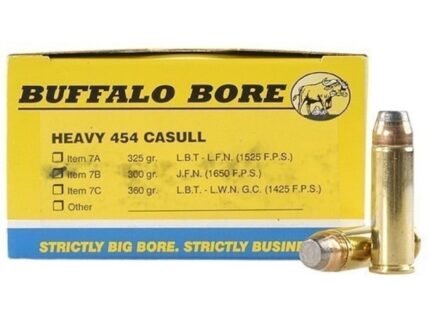 BUFFALO BORE
HEAVY 454 CASULL
Item 7A 325 gr. L.B.T - L.F.N. (1525 F.P.S.)
Item 7B 300 gr. J.F.N. (1650 F.P.S.)
Item 7C 360 gr. L.B.T. - L.W.N. G.C. (1425 F.P.S.)
Other
STRICTLY BIG BORE. STRICTLY BUSINE